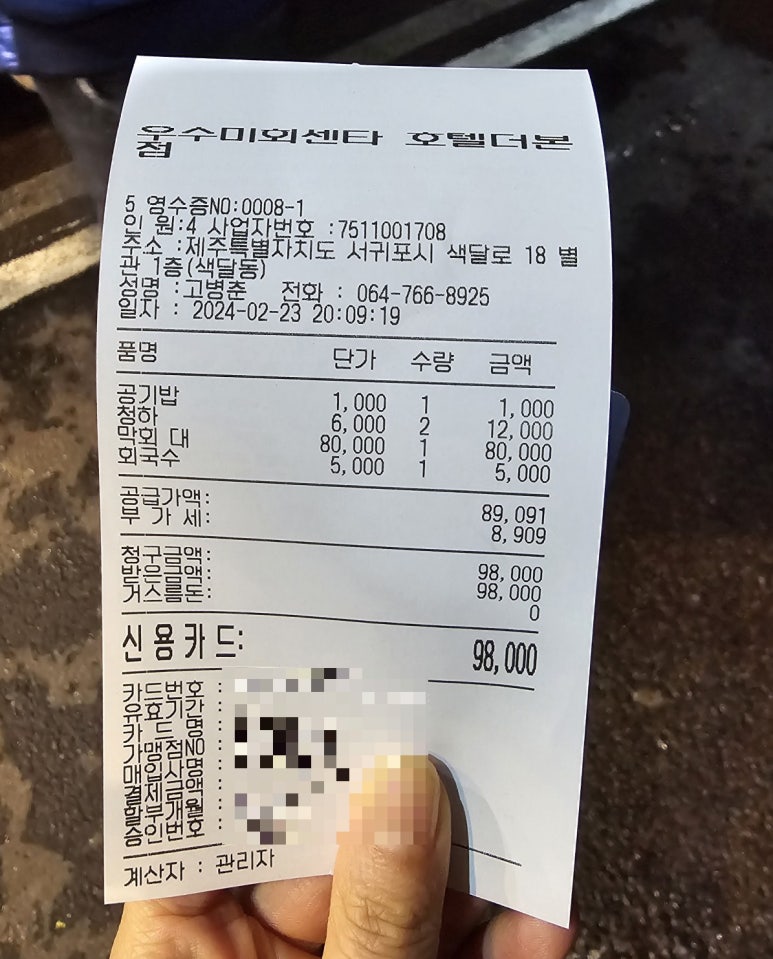 우수미회센타 호텔더본
점
5 영수증NO:0008-1
인 원:4 사업자번호 :7511001708
주소 :제주특별자치도 서귀포시 색달로 18 별
관 1층(색달동)
성명 :고병춘 전화 : 064-766-8925
일자 : 2024-02-23 20:09:19
품명 단가 수량 금액
공기밥 1,000 1 1,000
청하 6,000 2 12,000
막회 대 80,000 1 80,000
회국수 5,000 1 5,000
공급가액: 89,091
부 가 세: 8,909
청구금액: 98,000
받은금액: 98,000
거스름돈: 0
신용카드: 98,000
카드번호 :
유효기간 :
카 드 명 :
가맹점NO :
매입사명 :
결제금액 :
할부개월 :
승인번호 :
계산자 : 관리자